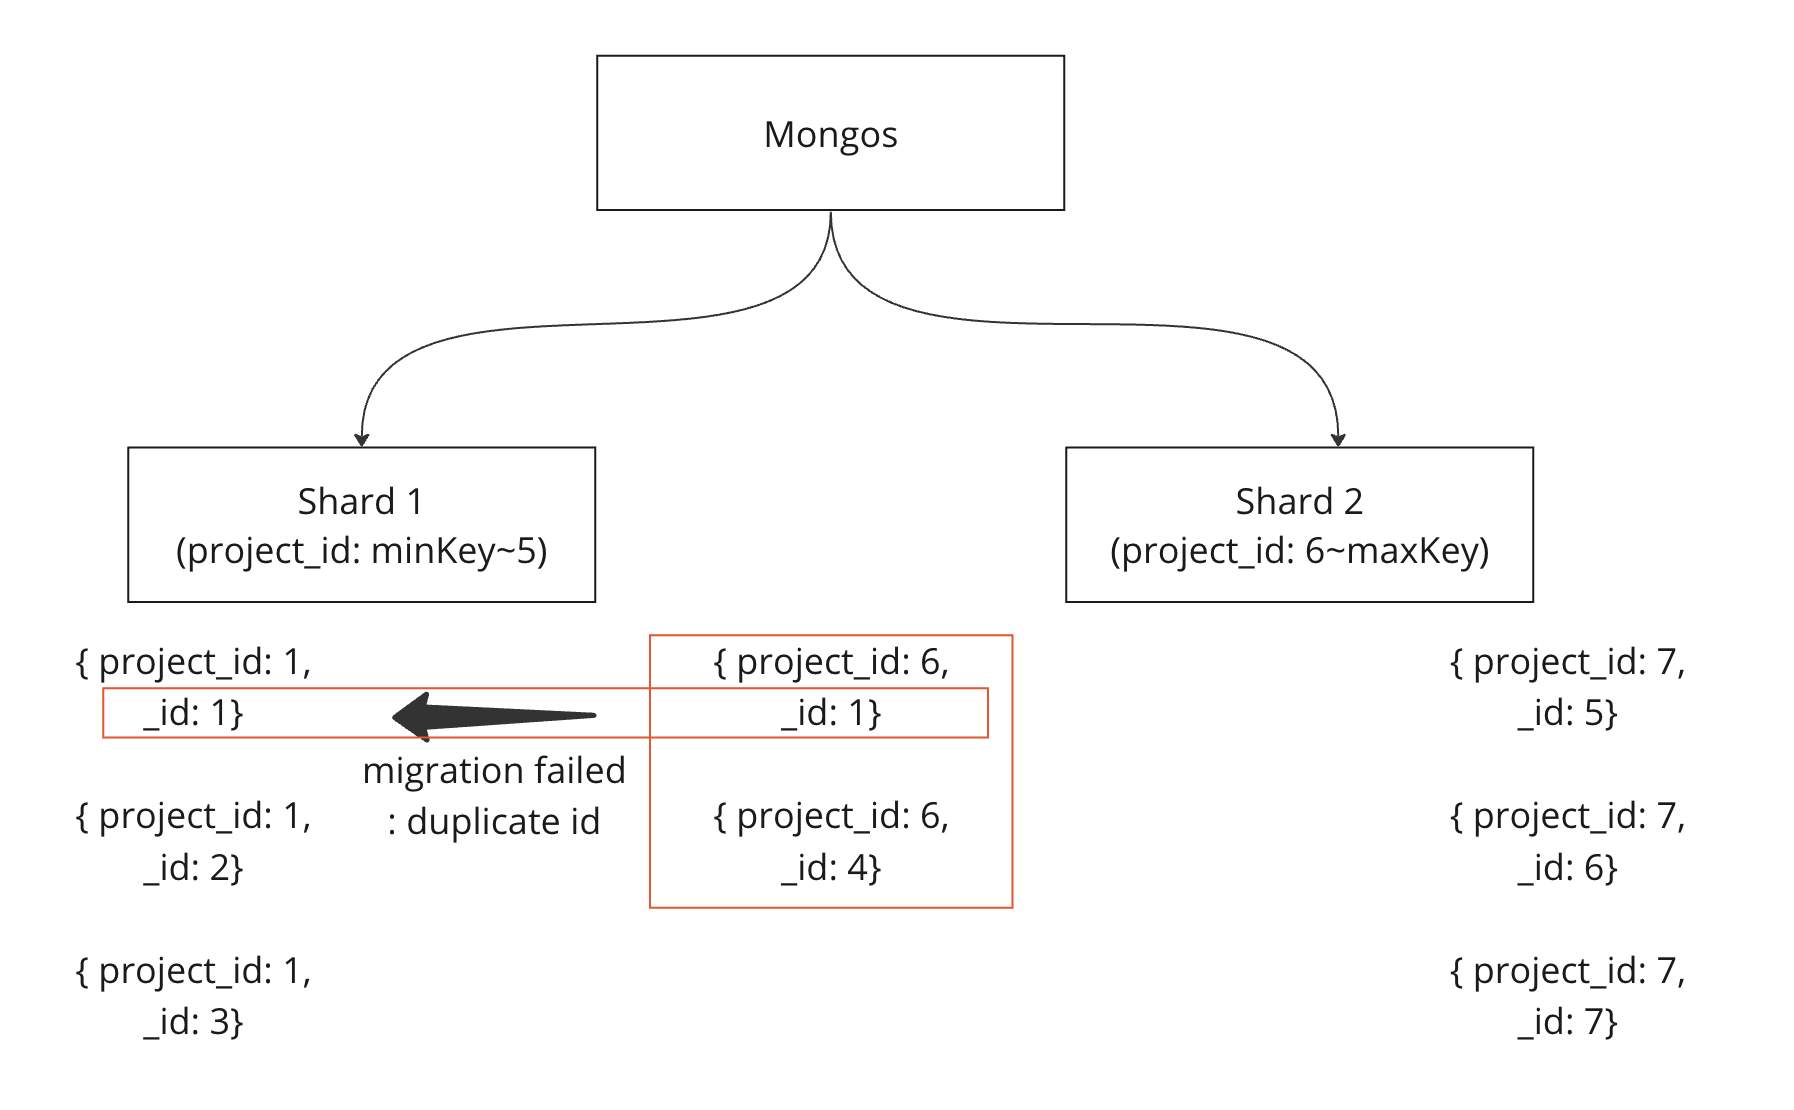 Mongos
Shard 1
(project_id: minKey~5)
Shard 2
(project_id: 6~maxKey)
{ project_id: 1,
_id: 1}
{ project_id: 1,
_id: 2}
{ project_id: 1,
_id: 3}
migration failed
: duplicate id
{ project_id: 6,
_id: 1}
{ project_id: 6,
_id: 4}
{ project_id: 7,
_id: 5}
{ project_id: 7,
_id: 6}
{ project_id: 7,
_id: 7}